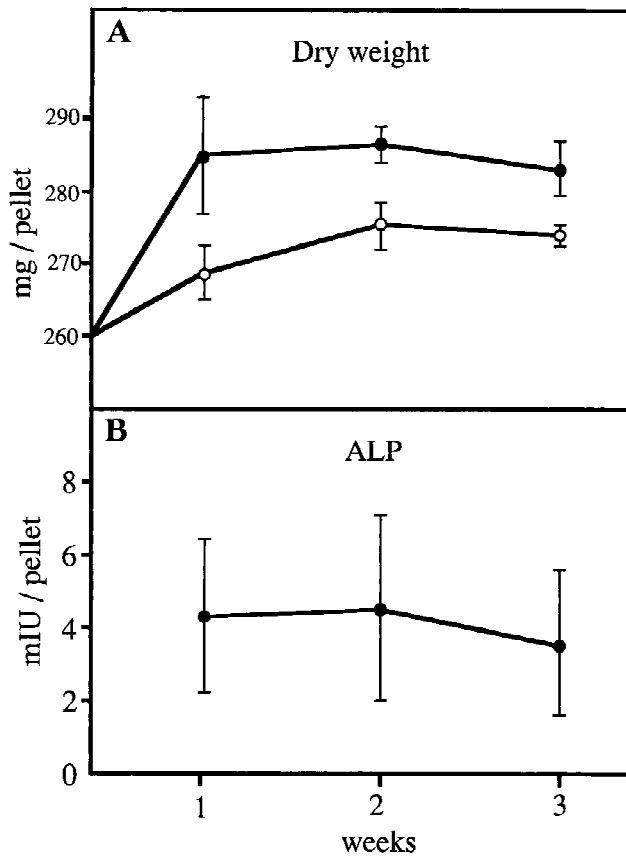 A
Dry weight
290
280
270
260
mg / pellet
B
ALP
8
6
4
2
0
mIU / pellet
1 2 3
weeks